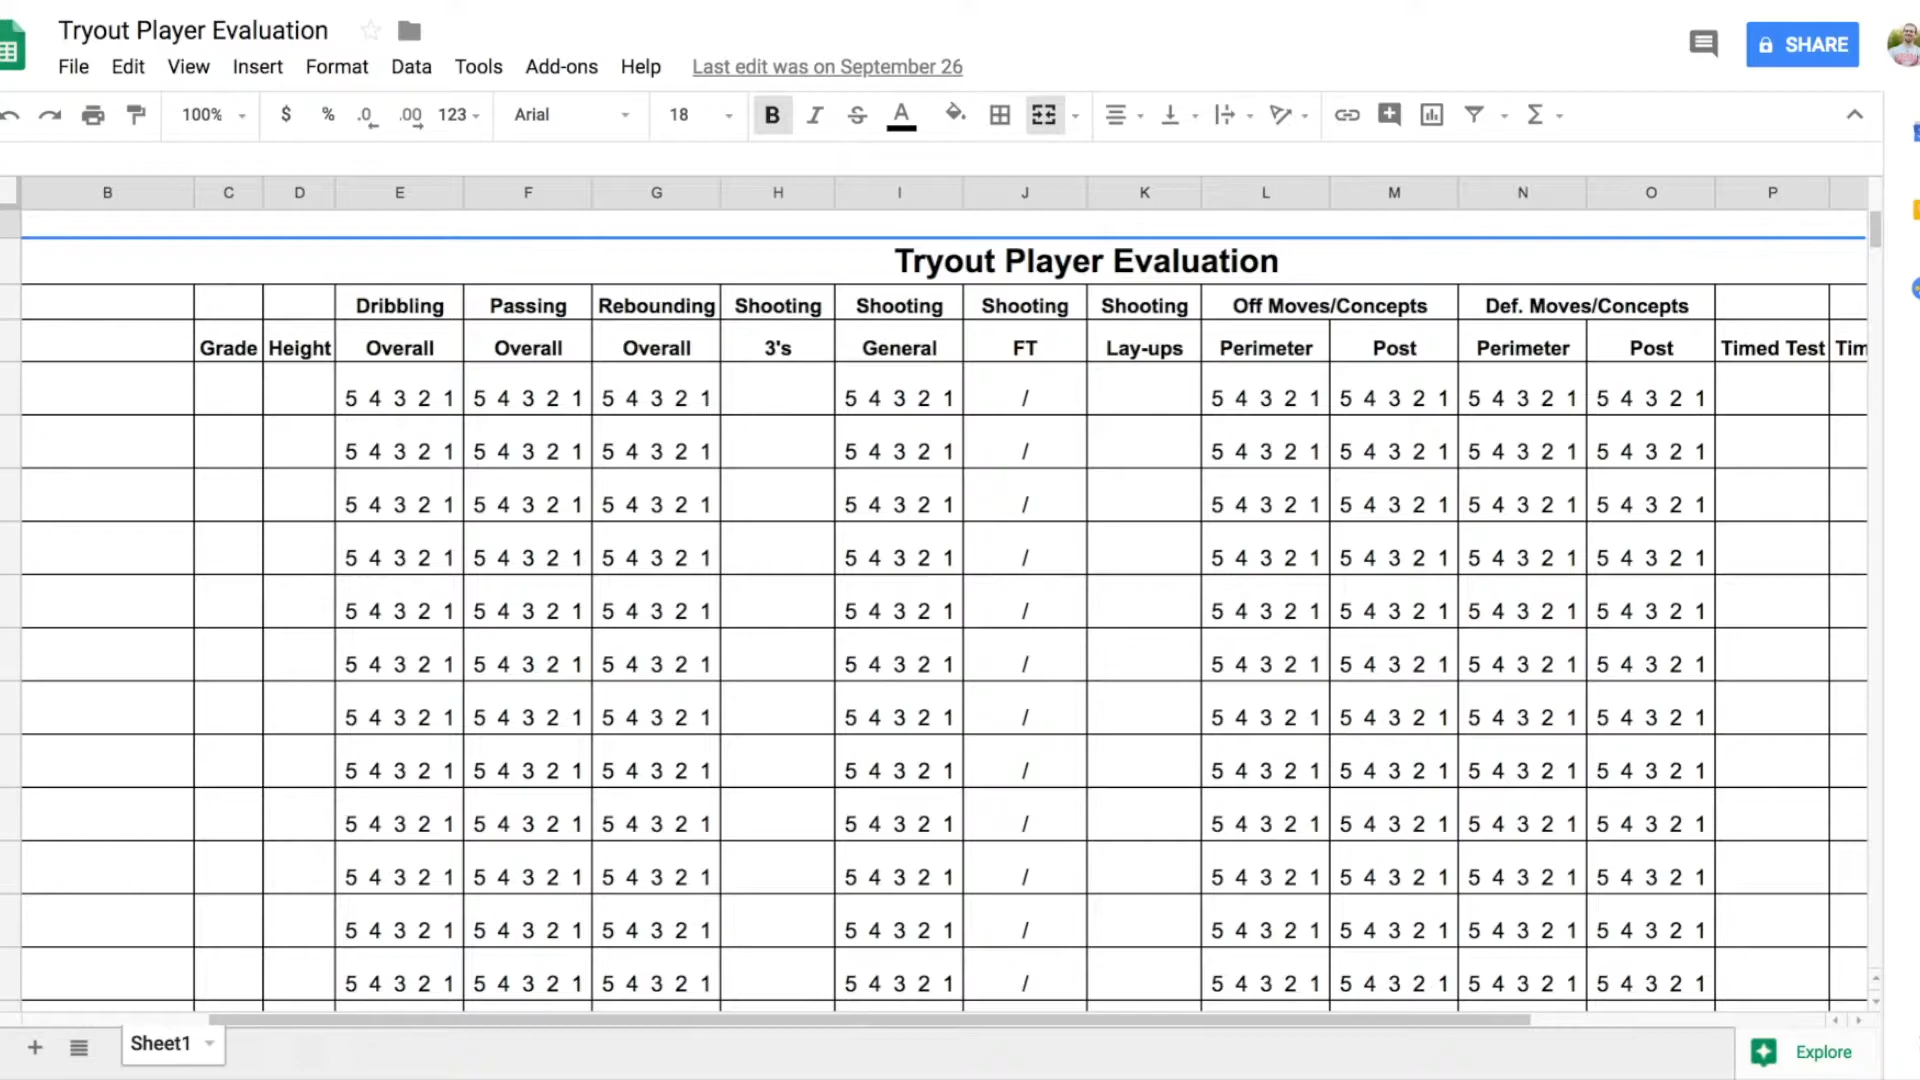 Tryout Player Evaluation
File Edit View Insert Format Data Tools Add-ons Help Last edit was on September 26
SHARE
100% $ % .0 .00 123 Arial 18 B I S A Σ
B C D E F G H I J K L M N O P
Tryout Player Evaluation
Dribbling Passing Rebounding Shooting Shooting Shooting Shooting Off Moves/Concepts Def. Moves/Concepts
Grade Height Overall Overall Overall 3's General FT Lay-ups Perimeter Post Perimeter Post Timed Test Tim
5 4 3 2 1 5 4 3 2 1 5 4 3 2 1 5 4 3 2 1 / 5 4 3 2 1 5 4 3 2 1 5 4 3 2 1 5 4 3 2 1
5 4 3 2 1 5 4 3 2 1 5 4 3 2 1 5 4 3 2 1 / 5 4 3 2 1 5 4 3 2 1 5 4 3 2 1 5 4 3 2 1
5 4 3 2 1 5 4 3 2 1 5 4 3 2 1 5 4 3 2 1 / 5 4 3 2 1 5 4 3 2 1 5 4 3 2 1 5 4 3 2 1
5 4 3 2 1 5 4 3 2 1 5 4 3 2 1 5 4 3 2 1 / 5 4 3 2 1 5 4 3 2 1 5 4 3 2 1 5 4 3 2 1
5 4 3 2 1 5 4 3 2 1 5 4 3 2 1 5 4 3 2 1 / 5 4 3 2 1 5 4 3 2 1 5 4 3 2 1 5 4 3 2 1
5 4 3 2 1 5 4 3 2 1 5 4 3 2 1 5 4 3 2 1 / 5 4 3 2 1 5 4 3 2 1 5 4 3 2 1 5 4 3 2 1
5 4 3 2 1 5 4 3 2 1 5 4 3 2 1 5 4 3 2 1 / 5 4 3 2 1 5 4 3 2 1 5 4 3 2 1 5 4 3 2 1
5 4 3 2 1 5 4 3 2 1 5 4 3 2 1 5 4 3 2 1 / 5 4 3 2 1 5 4 3 2 1 5 4 3 2 1 5 4 3 2 1
5 4 3 2 1 5 4 3 2 1 5 4 3 2 1 5 4 3 2 1 / 5 4 3 2 1 5 4 3 2 1 5 4 3 2 1 5 4 3 2 1
5 4 3 2 1 5 4 3 2 1 5 4 3 2 1 5 4 3 2 1 / 5 4 3 2 1 5 4 3 2 1 5 4 3 2 1 5 4 3 2 1
5 4 3 2 1 5 4 3 2 1 5 4 3 2 1 5 4 3 2 1 / 5 4 3 2 1 5 4 3 2 1 5 4 3 2 1 5 4 3 2 1
5 4 3 2 1 5 4 3 2 1 5 4 3 2 1 5 4 3 2 1 / 5 4 3 2 1 5 4 3 2 1 5 4 3 2 1 5 4 3 2 1
Sheet1
Explore